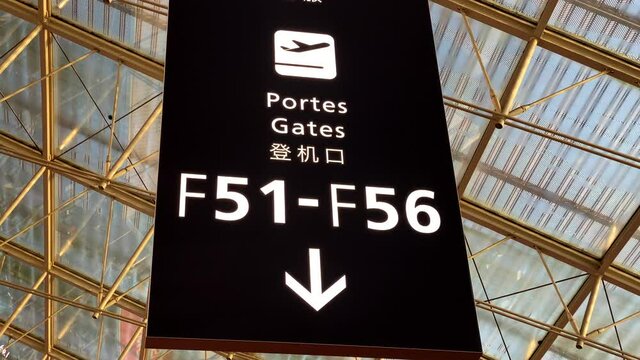 Portes
Gates
登机口
F51-F56